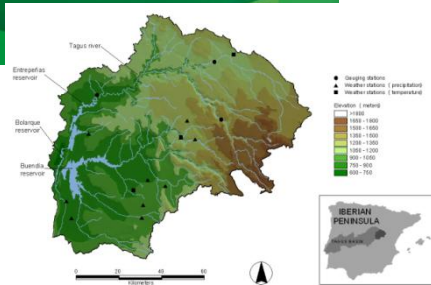 Tagus river
Entrepeñas
reservoir
Bolarque
reservoir
Buendía
reservoir
Gauging stations
Weather stations (precipitation)
Weather stations (temperature)
Elevation (meters)
>1800
1650 - 1800
1500 - 1650
1350 - 1500
1200 - 1350
1050 - 1200
900 - 1050
750 - 900
600 - 750
IBERIAN
PENINSULA
TAGUS BASIN
0 20 40 60
Kilometers